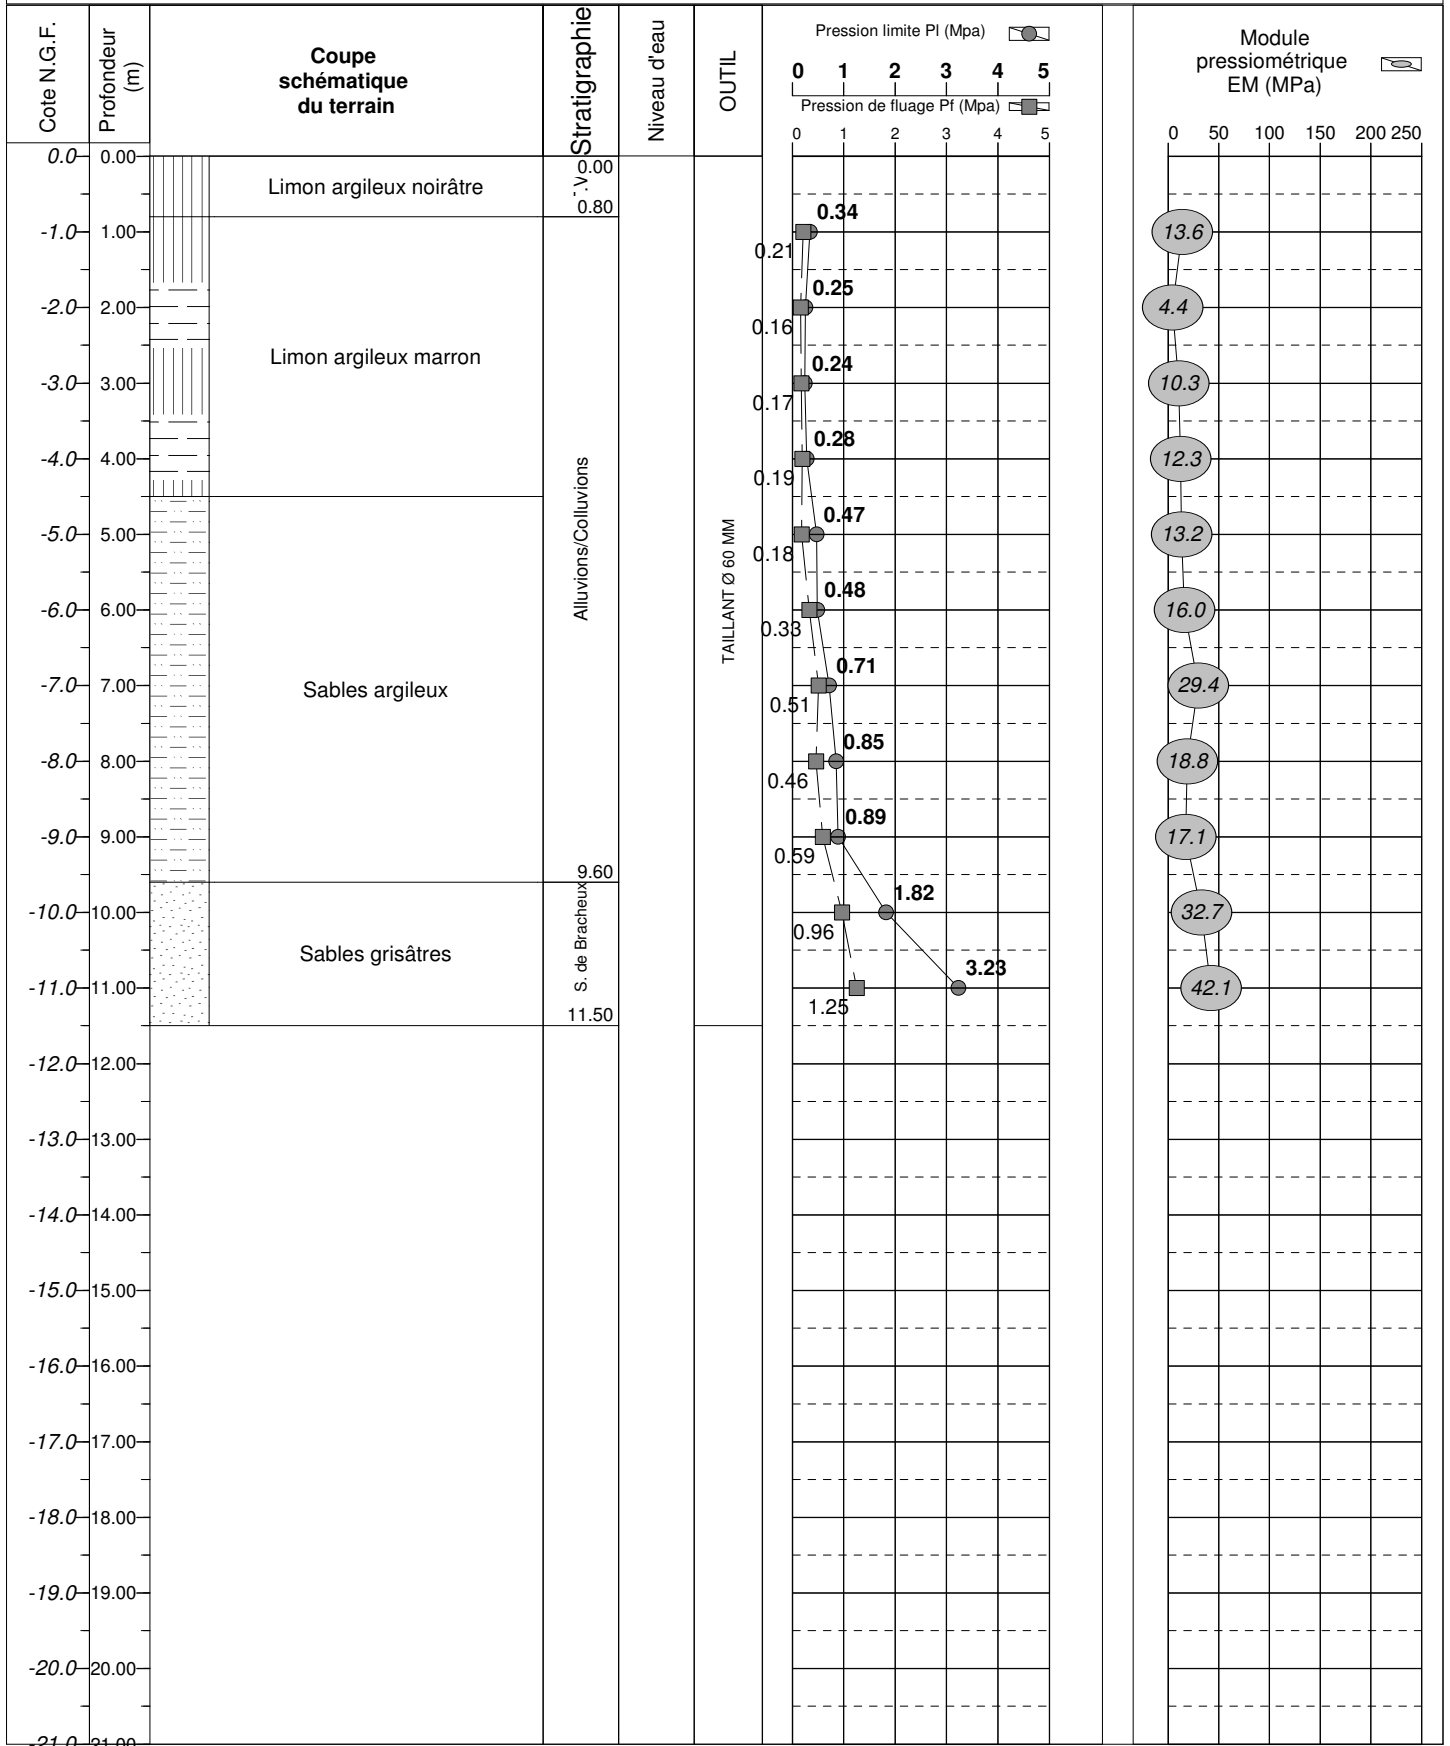 Cote N.G.F.
Profondeur
(m)
Coupe
schématique
du terrain
Stratigraphie
Niveau d'eau
OUTIL
Pression limite Pl (Mpa)
0 1 2 3 4 5
Pression de fluage Pf (Mpa)
0 1 2 3 4 5
Module
pressiométrique
EM (MPa)
0 50 100 150 200 250
0.0 0.00
0.00
Limon argileux noirâtre
0.80
-1.0 1.00
0.34
0.21
13.6
-2.0 2.00
0.25
0.16
4.4
Limon argileux marron
-3.0 3.00
0.24
0.17
10.3
-4.0 4.00
0.28
0.19
12.3
Alluvions/Colluvions
TAILLANT Ø 60 MM
-5.0 5.00
0.47
0.18
13.2
-6.0 6.00
0.48
0.33
16.0
Sables argileux
-7.0 7.00
0.71
0.51
29.4
-8.0 8.00
0.85
0.46
18.8
-9.0 9.00
0.89
0.59
17.1
9.60
S. de Bracheux
-10.0 10.00
1.82
0.96
32.7
Sables grisâtres
-11.0 11.00
3.23
1.25
42.1
11.50
-12.0 12.00
-13.0 13.00
-14.0 14.00
-15.0 15.00
-16.0 16.00
-17.0 17.00
-18.0 18.00
-19.0 19.00
-20.0 20.00
-21.0 21.00